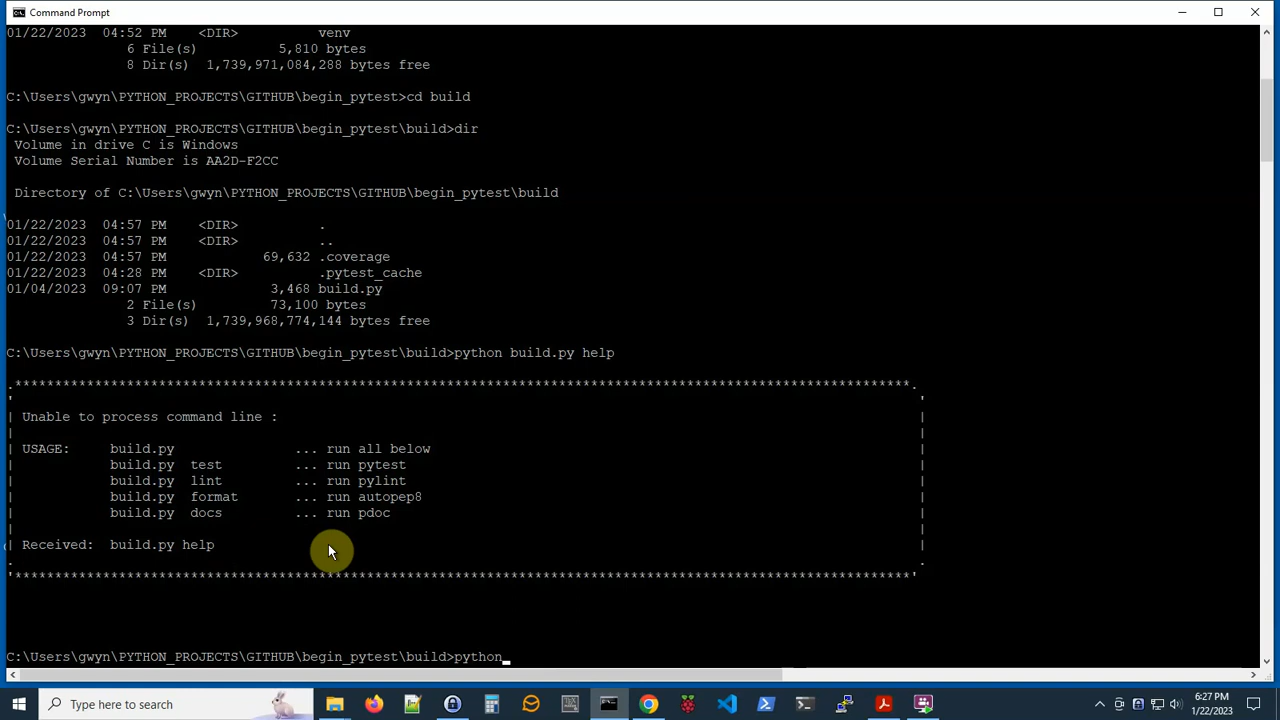 Command Prompt
01/22/2023  04:52 PM    <DIR>          venv
               6 File(s)          5,810 bytes
               8 Dir(s)  1,739,971,084,288 bytes free
C:\Users\gwyn\PYTHON_PROJECTS\GITHUB\begin_pytest>cd build
C:\Users\gwyn\PYTHON_PROJECTS\GITHUB\begin_pytest\build>dir
 Volume in drive C is Windows
 Volume Serial Number is AA2D-F2CC
 Directory of C:\Users\gwyn\PYTHON_PROJECTS\GITHUB\begin_pytest\build
01/22/2023  04:57 PM    <DIR>          .
01/22/2023  04:57 PM    <DIR>          ..
01/22/2023  04:57 PM            69,632 .coverage
01/22/2023  04:28 PM    <DIR>          .pytest_cache
01/04/2023  09:07 PM             3,468 build.py
               2 File(s)         73,100 bytes
               3 Dir(s)  1,739,968,774,144 bytes free
C:\Users\gwyn\PYTHON_PROJECTS\GITHUB\begin_pytest\build>python build.py help
| Unable to process command line :
| USAGE:     build.py               ... run all below
|            build.py  test         ... run pytest
|            build.py  lint         ... run pylint
|            build.py  format       ... run autopep8
|            build.py  docs         ... run pdoc
| Received:  build.py help
C:\Users\gwyn\PYTHON_PROJECTS\GITHUB\begin_pytest\build>python
Type here to search
6:27 PM
1/22/2023